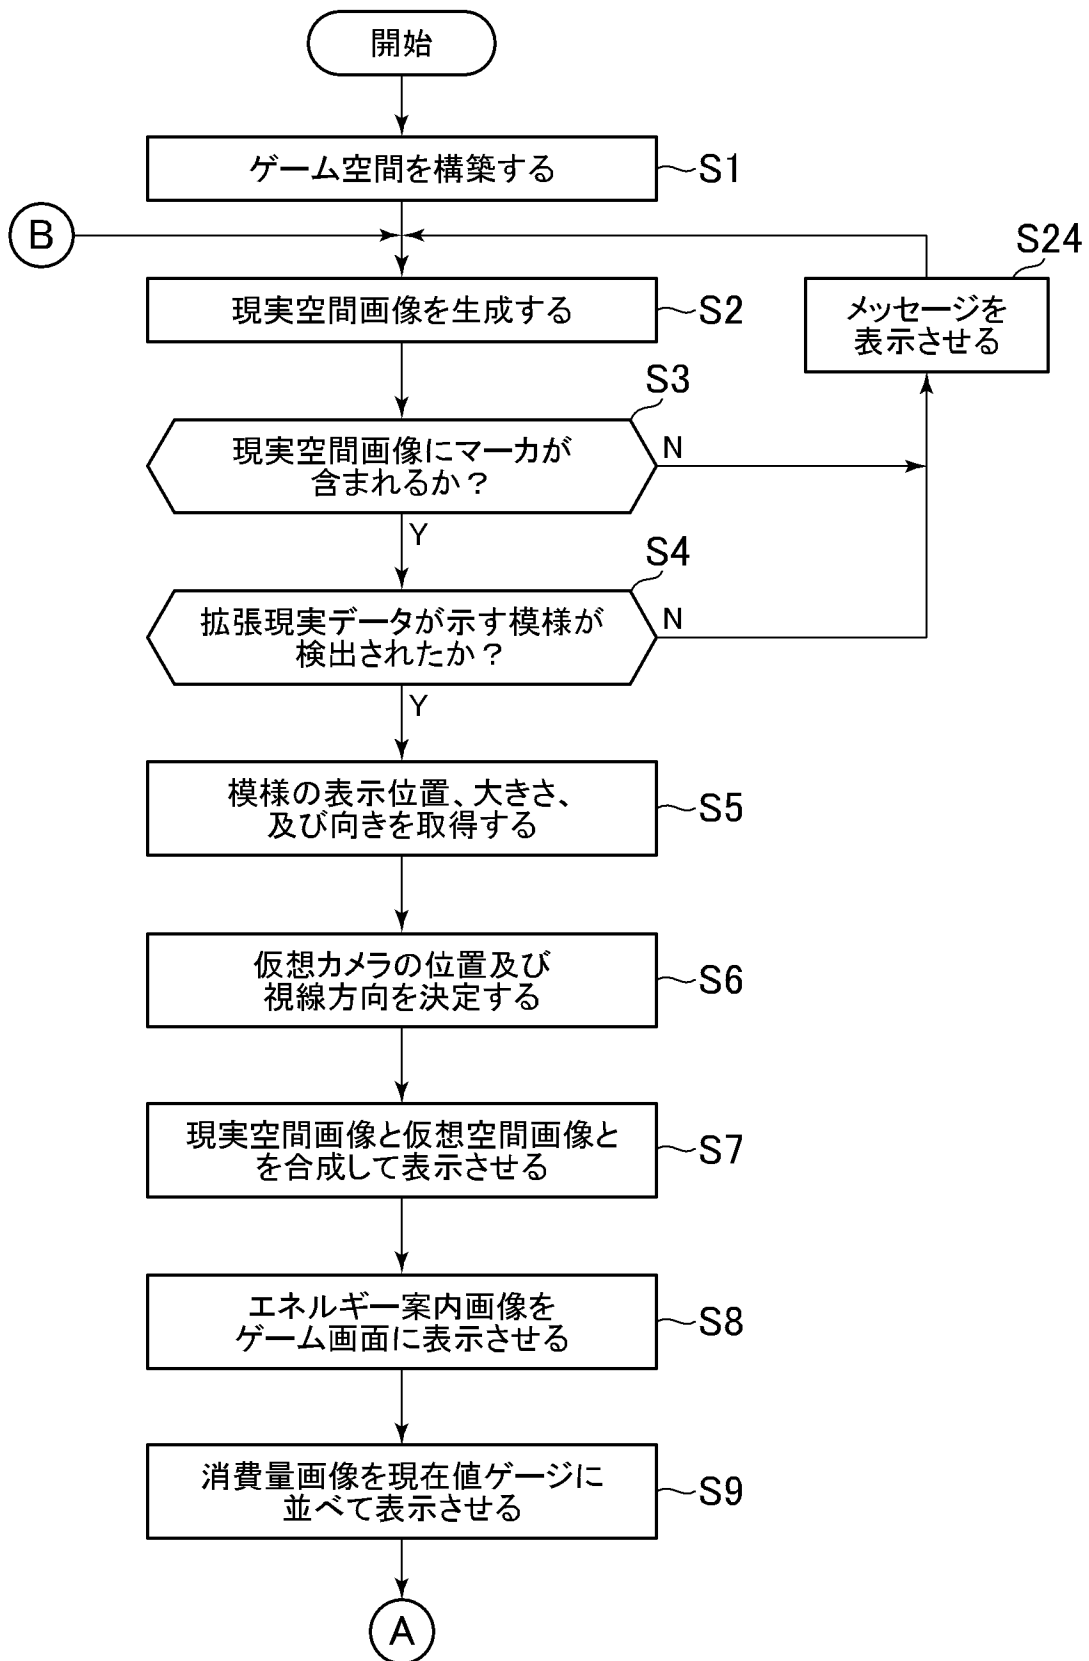 開始
ゲーム空間を構築する
S1
B
S24
メッセージを
表示させる
現実空間画像を生成する
S2
S3
現実空間画像にマーカが
含まれるか？
N
Y
S4
拡張現実データが示す模様が
検出されたか？
N
Y
模様の表示位置、大きさ、
及び向きを取得する
S5
仮想カメラの位置及び
視線方向を決定する
S6
現実空間画像と仮想空間画像と
を合成して表示させる
S7
エネルギー案内画像を
ゲーム画面に表示させる
S8
消費量画像を現在値ゲージに
並べて表示させる
S9
A